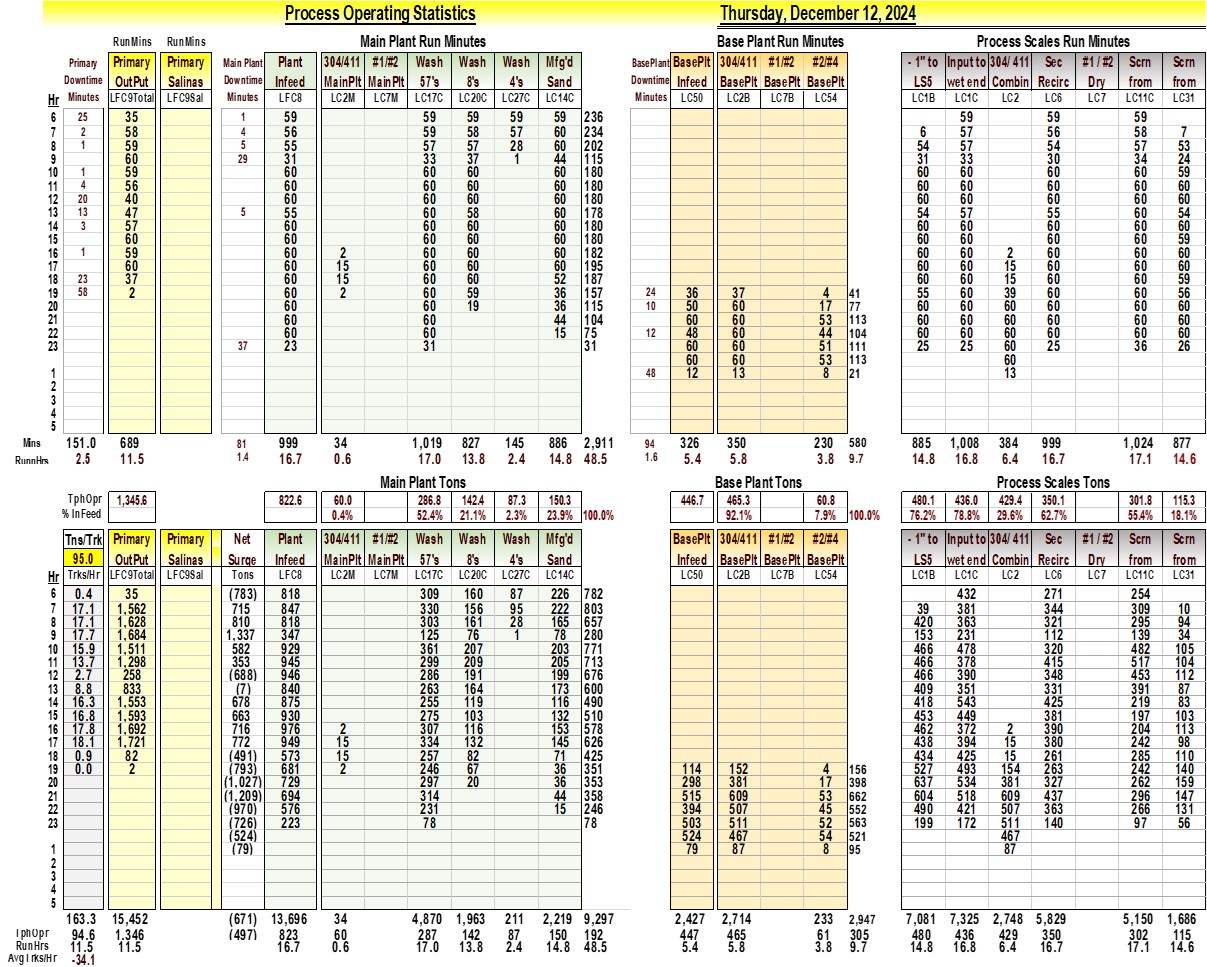 Process Operating Statistics Thursday, December 12, 2024
RunMins RunMins Main Plant Run Minutes Base Plant Run Minutes Process Scales Run Minutes
Primary Primary Primary Main Plant Plant 304/411 #1/#2 Wash Wash Wash Mfg'd BasePlant BasePlt 304/411 #1/#2 #2/#4 - 1" to Input to 304/ 411 Sec #1 / #2 Scrn Scrn
Downtime OutPut Salinas Downtime Infeed MainPlt MainPlt 57's 8's 4's Sand Downtime Infeed BasePlt BasePlt BasePlt LS5 wet end Combin Recirc Dry from from
Hr Minutes LFC9Total LFC9Sal Minutes LFC8 LC2M LC7M LC17C LC20C LC27C LC14C Minutes LC50 LC2B LC7B LC54 LC1B LC1C LC2 LC6 LC7 LC11C LC31
6 25 35 1 59 59 59 59 59 236 59 59 59
7 2 58 4 56 59 58 57 60 234 6 57 56 58 7
8 1 59 5 55 57 57 28 60 202 54 57 54 57 53
9 60 29 31 33 37 1 44 115 31 33 30 34 24
10 1 59 60 60 60 60 180 60 60 60 60 59
11 4 56 60 60 60 60 180 60 60 60 60 59
12 20 40 60 60 60 60 180 60 60 60 60 60
13 13 47 5 55 60 58 60 178 54 57 55 60 54
14 3 57 60 60 60 60 180 60 60 60 60 59
15 60 60 60 60 60 180 60 60 60 60 59
16 1 59 60 2 60 60 60 182 60 60 2 60 60 60
17 60 60 15 60 60 60 195 60 60 15 60 60 59
18 23 37 60 15 60 60 52 187 60 60 15 60 60 59
19 58 2 60 2 60 59 36 157 24 36 37 4 41 55 60 39 60 60 56
20 60 60 19 36 115 10 50 60 17 77 60 60 60 60 60 60
21 60 60 44 104 60 60 53 113 60 60 60 60 60 60
22 60 60 15 75 12 48 60 44 104 60 60 60 60 60 60
23 37 23 31 31 60 60 51 111 25 25 60 25 36 26
60 60 53 113 60
1 48 12 13 8 21 13
2
3
4
5
Mins 151.0 689 81 999 34 1,019 827 145 886 2,911 94 326 350 230 580 885 1,008 384 999 1,024 877
RunnHrs 2.5 11.5 1.4 16.7 0.6 17.0 13.8 2.4 14.8 48.5 1.6 5.4 5.8 3.8 9.7 14.8 16.8 6.4 16.7 17.1 14.6
Main Plant Tons Base Plant Tons Process Scales Tons
TphOpr 1,345.6 822.6 60.0 286.8 142.4 87.3 150.3 446.7 465.3 60.8 480.1 436.0 429.4 350.1 301.8 115.3
% InFeed 0.4% 52.4% 21.1% 2.3% 23.9% 100.0% 92.1% 7.9% 100.0% 76.2% 78.8% 29.6% 62.7% 55.4% 18.1%
Tns/Trk Primary Primary Net Plant 304/411 #1/#2 Wash Wash Wash Mfg'd BasePlt 304/411 #1/#2 #2/#4 - 1" to Input to 304/ 411 Sec #1 / #2 Scrn Scrn
95.0 OutPut Salinas Surge Infeed MainPlt MainPlt 57's 8's 4's Sand Infeed BasePlt BasePlt BasePlt LS5 wet end Combin Recirc Dry from from
Hr Trks/Hr LFC9Total LFC9Sal Tons LFC8 LC2M LC7M LC17C LC20C LC27C LC14C LC50 LC2B LC7B LC54 LC1B LC1C LC2 LC6 LC7 LC11C LC31
6 0.4 35 (783) 818 309 160 87 226 782 432 271 254
7 17.1 1,562 715 847 330 156 95 222 803 39 381 344 309 10
8 17.1 1,628 810 818 303 161 28 165 657 420 363 321 295 94
9 17.7 1,684 1,337 347 125 76 1 78 280 153 231 112 139 34
10 15.9 1,511 582 929 361 207 203 771 466 478 320 482 105
11 13.7 1,298 353 945 299 209 205 713 466 378 415 517 104
12 2.7 258 (688) 946 286 191 199 676 466 390 348 453 112
13 8.8 833 (7) 840 263 164 173 600 409 351 331 391 87
14 16.3 1,553 678 875 255 119 116 490 418 543 425 219 83
15 16.8 1,593 663 930 275 103 132 510 453 449 381 197 103
16 17.8 1,692 716 976 2 307 116 153 578 462 372 2 390 204 113
17 18.1 1,721 772 949 15 334 132 145 626 438 394 15 380 242 98
18 0.9 82 (491) 573 15 257 82 71 425 434 425 15 261 285 110
19 0.0 2 (793) 681 2 246 67 36 351 114 152 4 156 527 493 154 263 242 140
20 (1,027) 729 297 20 36 353 298 381 17 398 637 534 381 327 262 159
21 (1,209) 694 314 44 358 515 609 53 662 604 518 609 437 296 147
22 (970) 576 231 15 246 394 507 45 552 490 421 507 363 266 131
23 (726) 223 78 78 503 511 52 563 199 172 511 140 97 56
(524) 524 467 54 521 467
1 (79) 79 87 8 95 87
2
3
4
5
163.3 15,452 (671) 13,696 34 4,870 1,963 211 2,219 9,297 2,427 2,714 233 2,947 7,081 7,325 2,748 5,829 5,150 1,686
TphOpr 94.6 1,346 (497) 823 60 287 142 87 150 192 447 465 61 305 480 436 429 350 302 115
RunHrs 11.5 11.5 16.7 0.6 17.0 13.8 2.4 14.8 48.5 5.4 5.8 3.8 9.7 14.8 16.8 6.4 16.7 17.1 14.6
AvgTrks/Hr -34.1